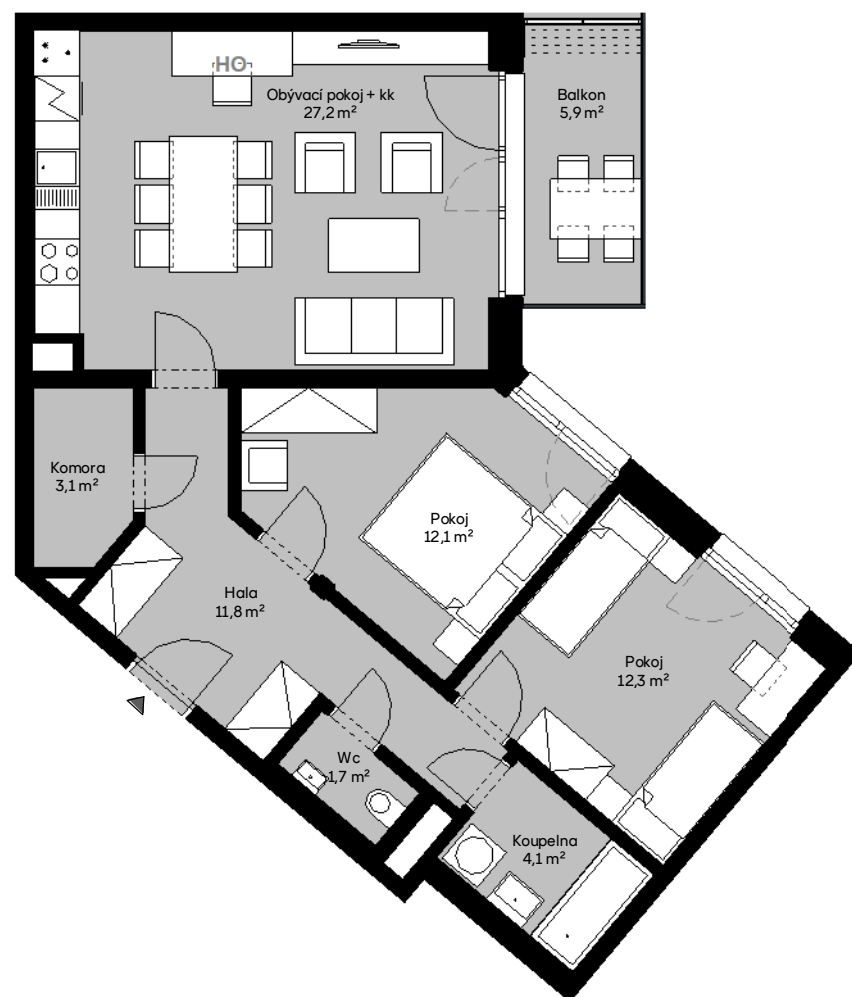 HO
Obývací pokoj + kk
27,2 m²
Balkon
5,9 m²
Komora
3,1 m²
Pokoj
12,1 m²
Hala
11,8 m²
Pokoj
12,3 m²
Wc
1,7 m²
Koupelna
4,1 m²